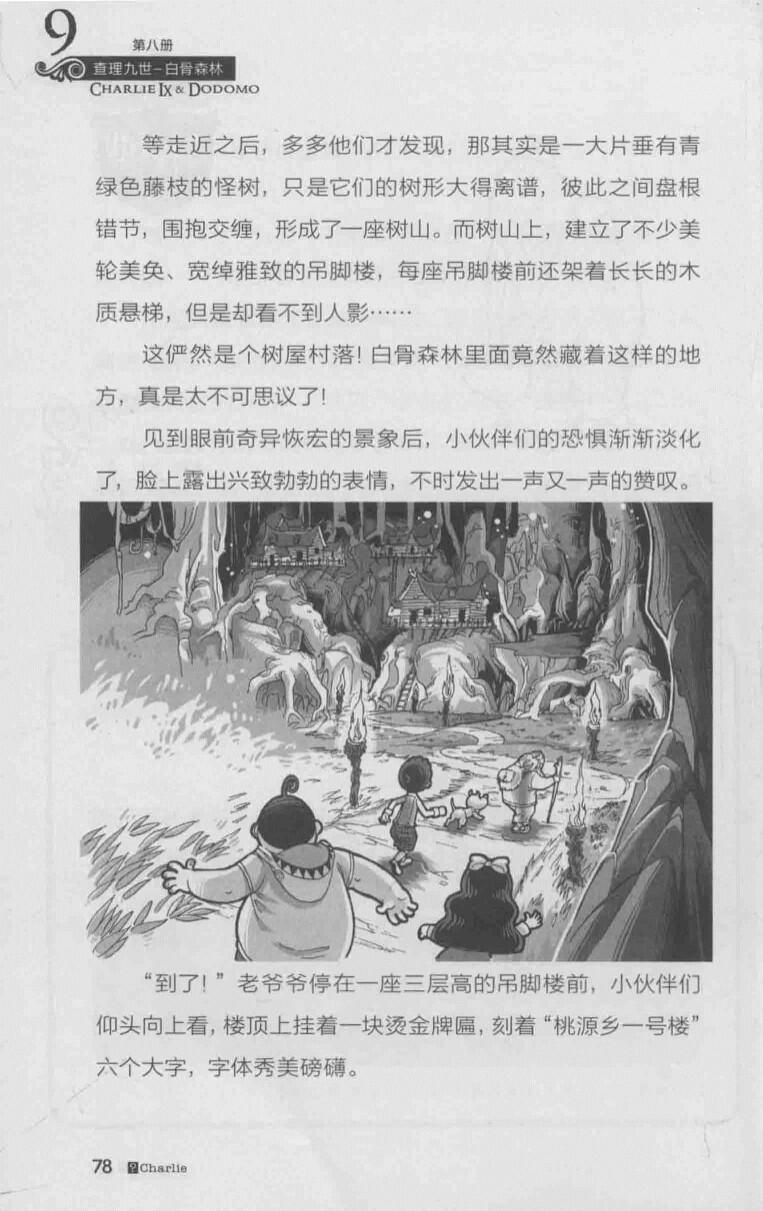 9
第八册
查理九世-白骨森林
CHARLIE IX & DODOMO
等走近之后，多多他们才发现，那其实是一大片垂有青
绿色藤枝的怪树，只是它们的树形大得离谱，彼此之间盘根
错节，围抱交缠，形成了一座树山。而树山上，建立了不少美
轮美奂、宽绰雅致的吊脚楼，每座吊脚楼前还架着长长的木
质悬梯，但是却看不到人影……
这俨然是个树屋村落！白骨森林里面竟然藏着这样的地
方，真是太不可思议了！
见到眼前奇异恢宏的景象后，小伙伴们的恐惧渐渐淡化
了，脸上露出兴致勃勃的表情，不时发出一声又一声的赞叹。
“到了！”老爷爷停在一座三层高的吊脚楼前，小伙伴们
仰头向上看，楼顶上挂着一块烫金牌匾，刻着“桃源乡一号楼”
六个大字，字体秀美磅礴。
78 Charlie